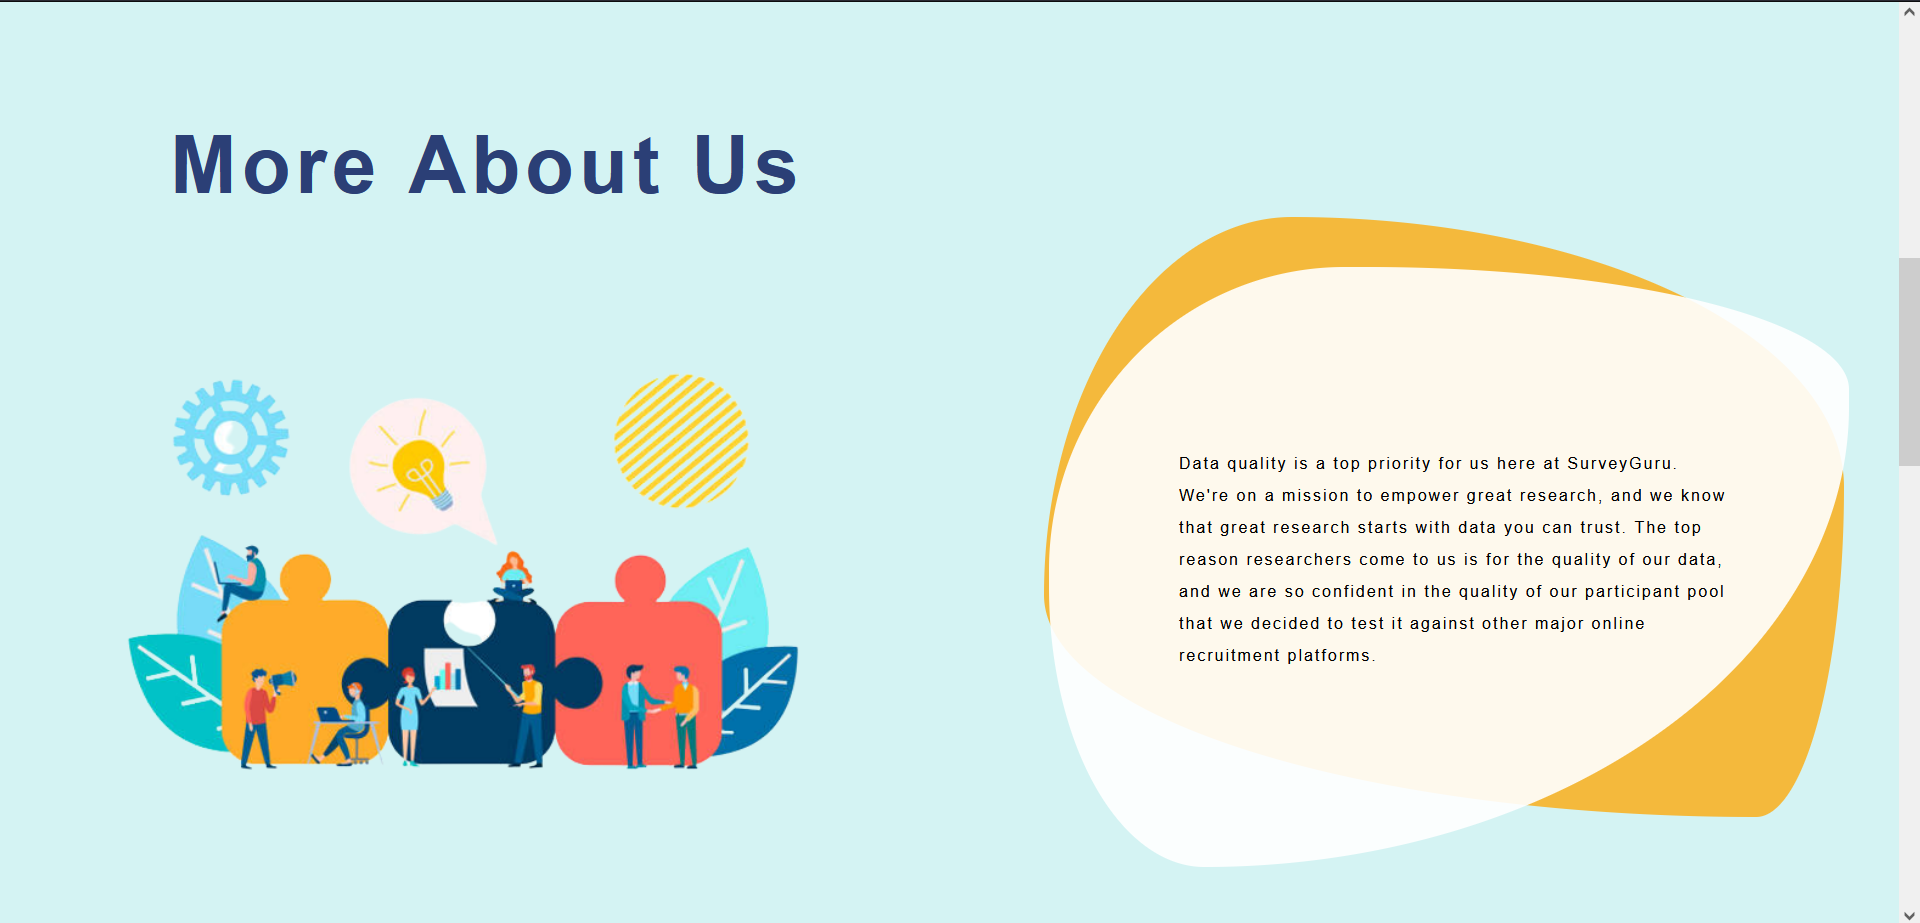 More About Us
Data quality is a top priority for us here at SurveyGuru.
We're on a mission to empower great research, and we know
that great research starts with data you can trust. The top
reason researchers come to us is for the quality of our data,
and we are so confident in the quality of our participant pool
that we decided to test it against other major online
recruitment platforms.